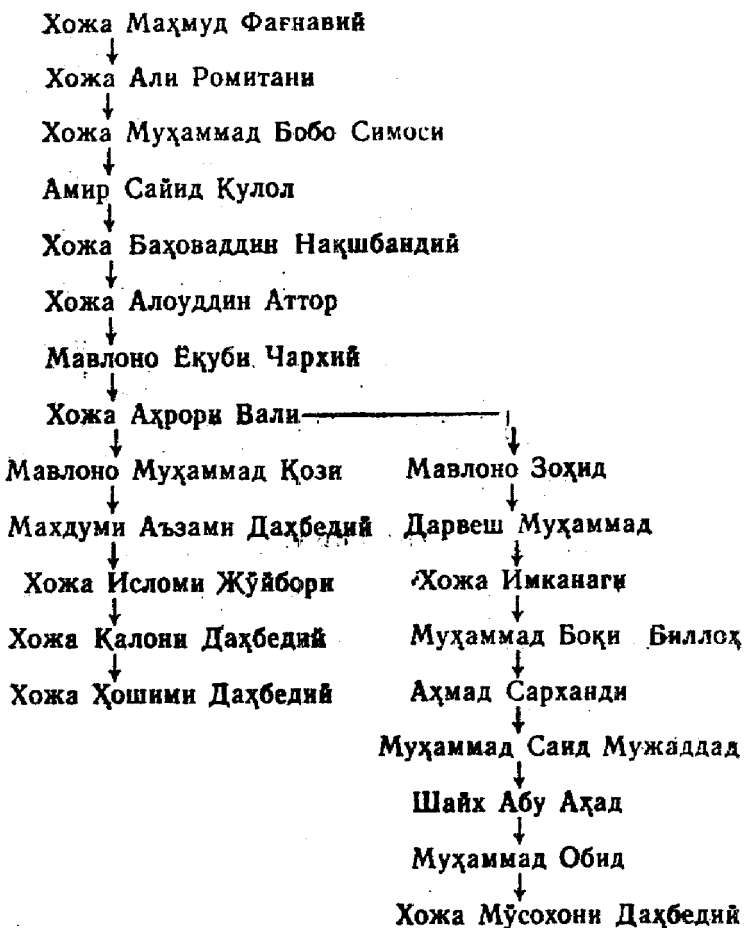 Хожа Маҳмуд Фағнавий
Хожа Али Ромитани
Хожа Муҳаммад Бобо Симоси
Амир Сайид Кулол
Хожа Баҳоваддин Нақшбандий
Хожа Алоуддин Аттор
Мавлоно Ёқуби Чархий
Хожа Аҳрори Вали
Мавлоно Муҳаммад Қози
Махдуми Аъзами Даҳбедий
Хожа Исломи Жўйбори
Хожа Калони Даҳбедий
Хожа Ҳошими Даҳбедий
Мавлоно Зоҳид
Дарвеш Муҳаммад
Хожа Имканаги
Муҳаммад Боқи Биллоҳ
Аҳмад Сарханди
Муҳаммад Саид Мужаддад
Шайх Абу Аҳад
Муҳаммад Обид
Хожа Мўсохони Даҳбедий